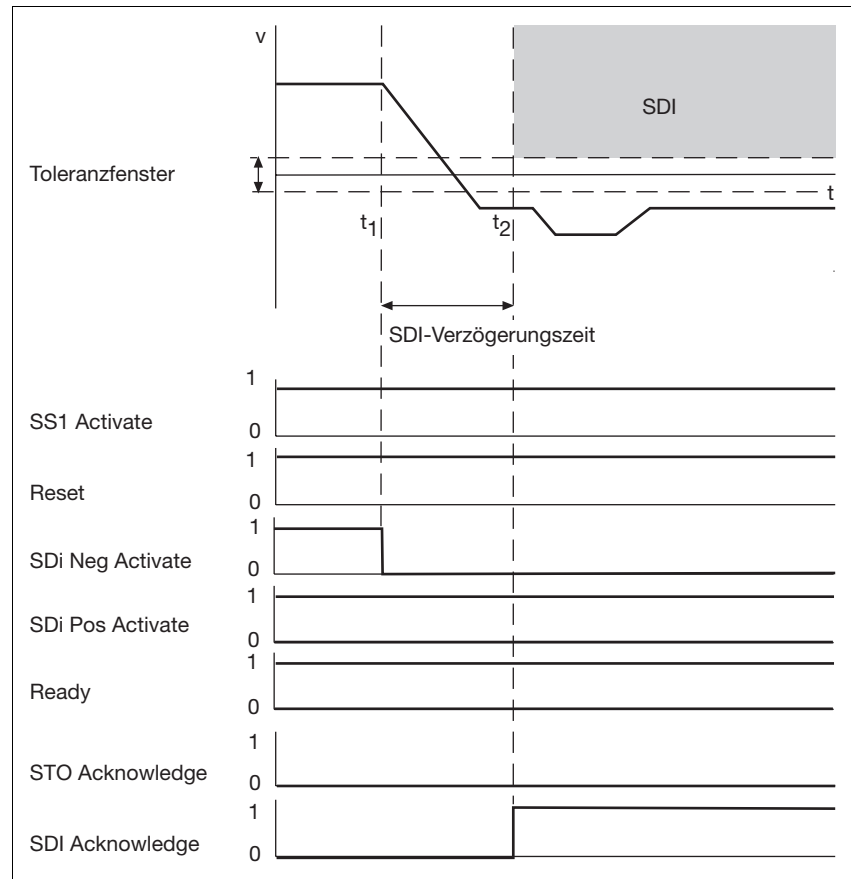 v
SDI
Toleranzfenster
t
t1
t2
SDI-Verzögerungszeit
1
SS1 Activate
0
1
Reset
0
1
SDi Neg Activate
0
1
SDi Pos Activate
0
1
Ready
0
1
STO Acknowledge
0
1
SDI Acknowledge
0